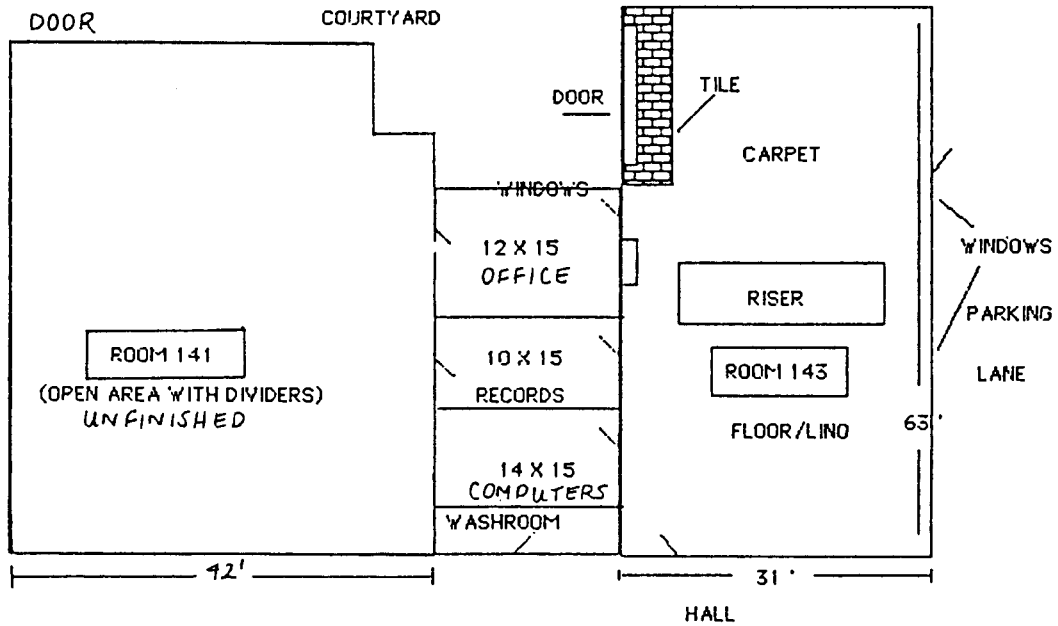 DOOR
COURTYARD
DOOR
TILE
CARPET
WINDOWS
12 X 15
OFFICE
WINDOWS
RISER
PARKING
ROOM 141
10 X 15
ROOM 143
LANE
(OPEN AREA WITH DIVIDERS)
RECORDS
UNFINISHED
FLOOR/LINO
63'
14 X 15
COMPUTERS
WASHROOM
42'
31'
HALL